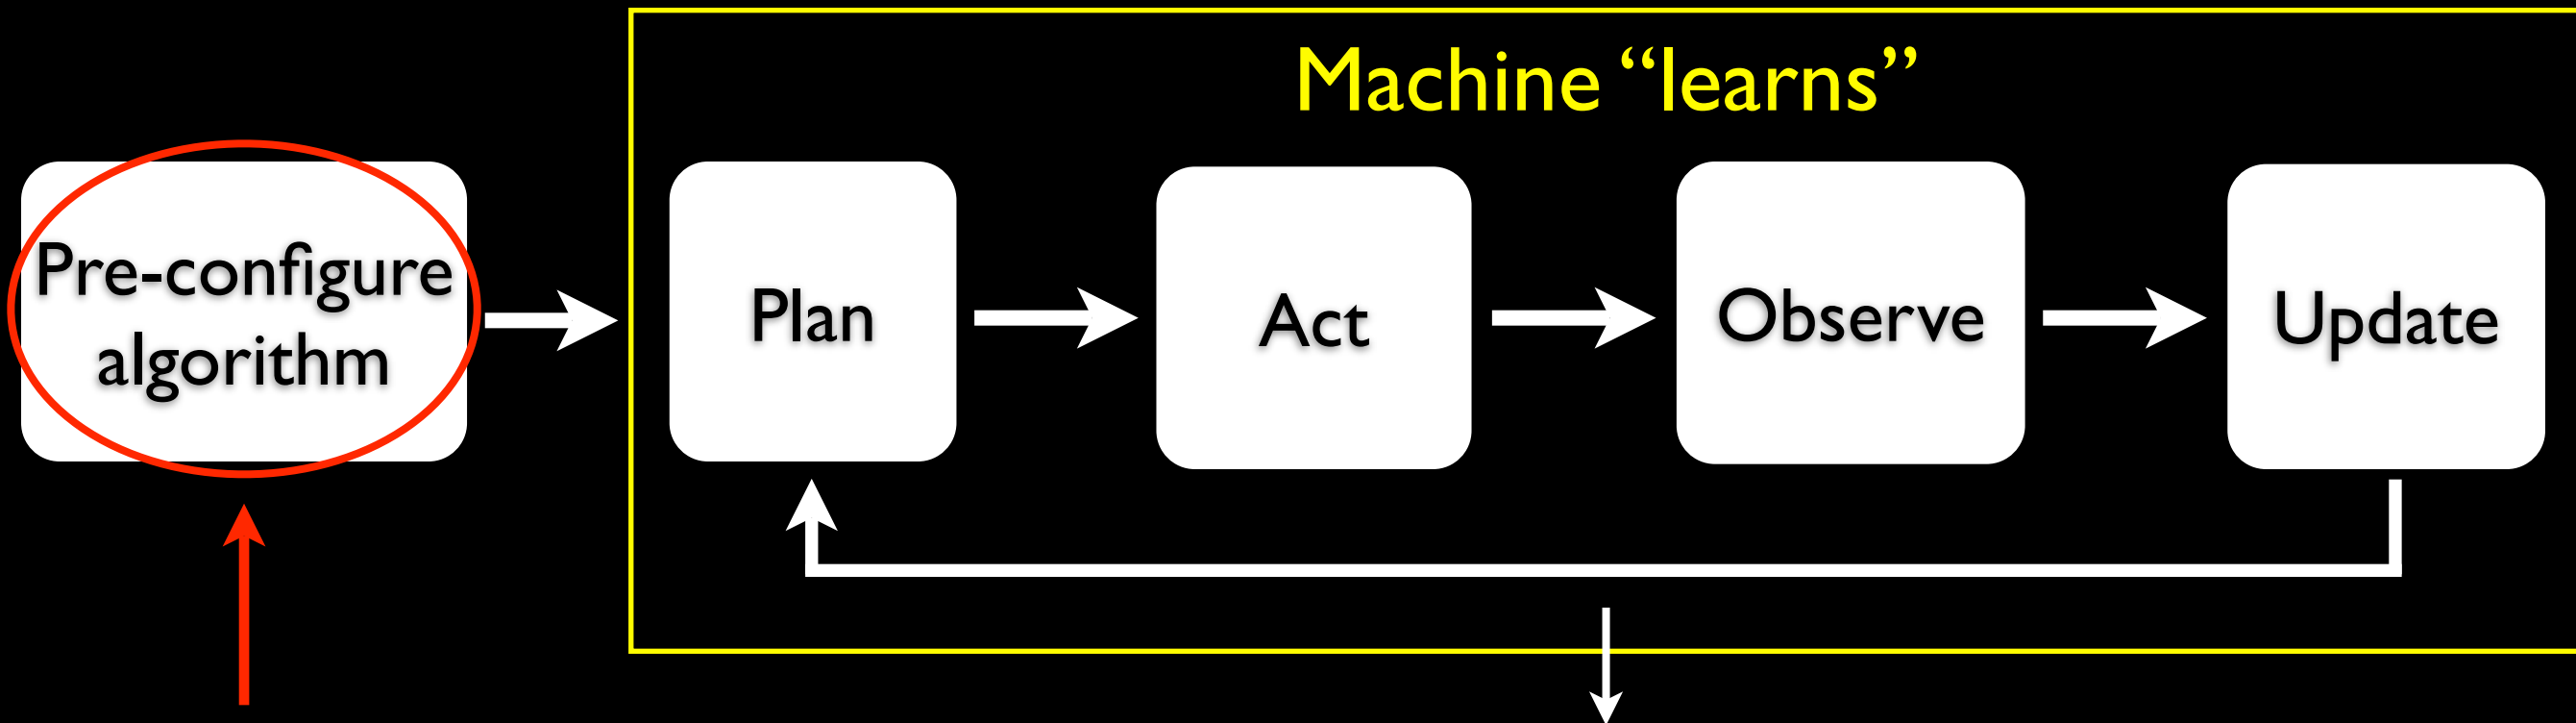 Machine “learns”
Pre-configure
algorithm
Plan
Act
Observe
Update